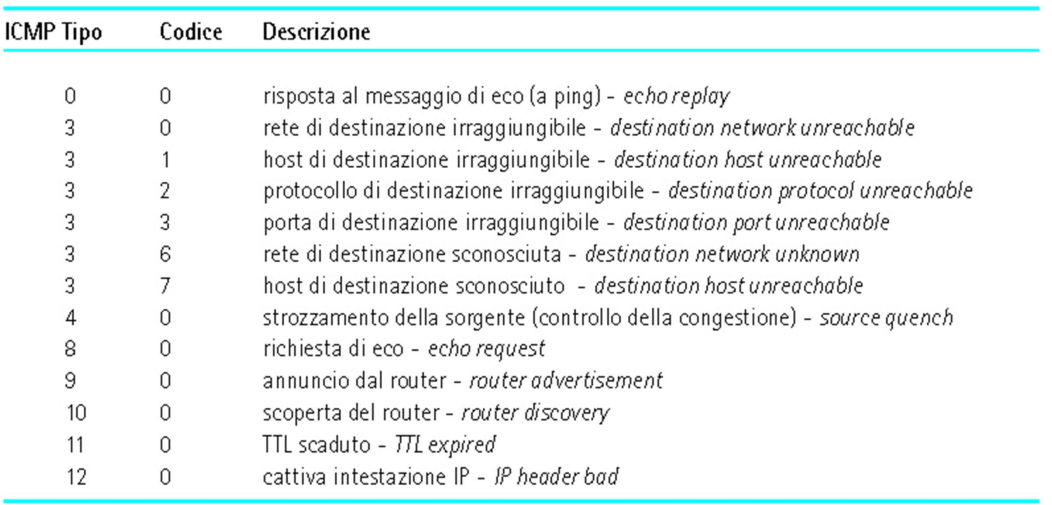 ICMP Tipo Codice Descrizione
0 0 risposta al messaggio di eco (a ping) – echo replay
3 0 rete di destinazione irraggiungibile – destination network unreachable
3 1 host di destinazione irraggiungibile – destination host unreachable
3 2 protocollo di destinazione irraggiungibile – destination protocol unreachable
3 3 porta di destinazione irraggiungibile – destination port unreachable
3 6 rete di destinazione sconosciuta – destination network unknown
3 7 host di destinazione sconosciuto – destination host unreachable
4 0 strozzamento della sorgente (controllo della congestione) – source quench
8 0 richiesta di eco – echo request
9 0 annuncio dal router – router advertisement
10 0 scoperta del router – router discovery
11 0 TTL scaduto – TTL expired
12 0 cattiva intestazione IP – IP header bad